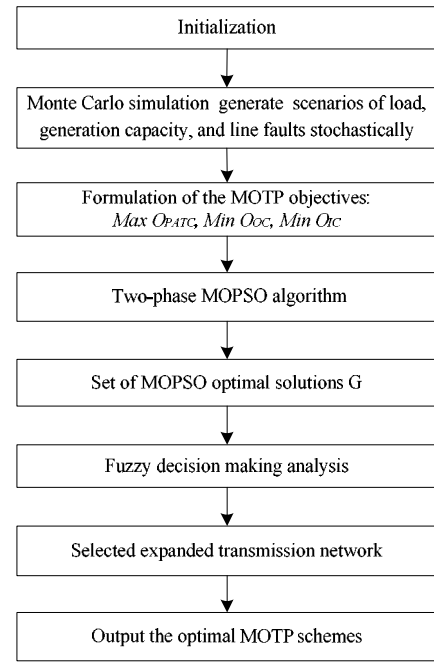 Initialization
Monte Carlo simulation generate scenarios of load,
generation capacity, and line faults stochastically
Formulation of the MOTP objectives:
Max OPATC, Min OOC, Min OIC
Two-phase MOPSO algorithm
Set of MOPSO optimal solutions G
Fuzzy decision making analysis
Selected expanded transmission network
Output the optimal MOTP schemes